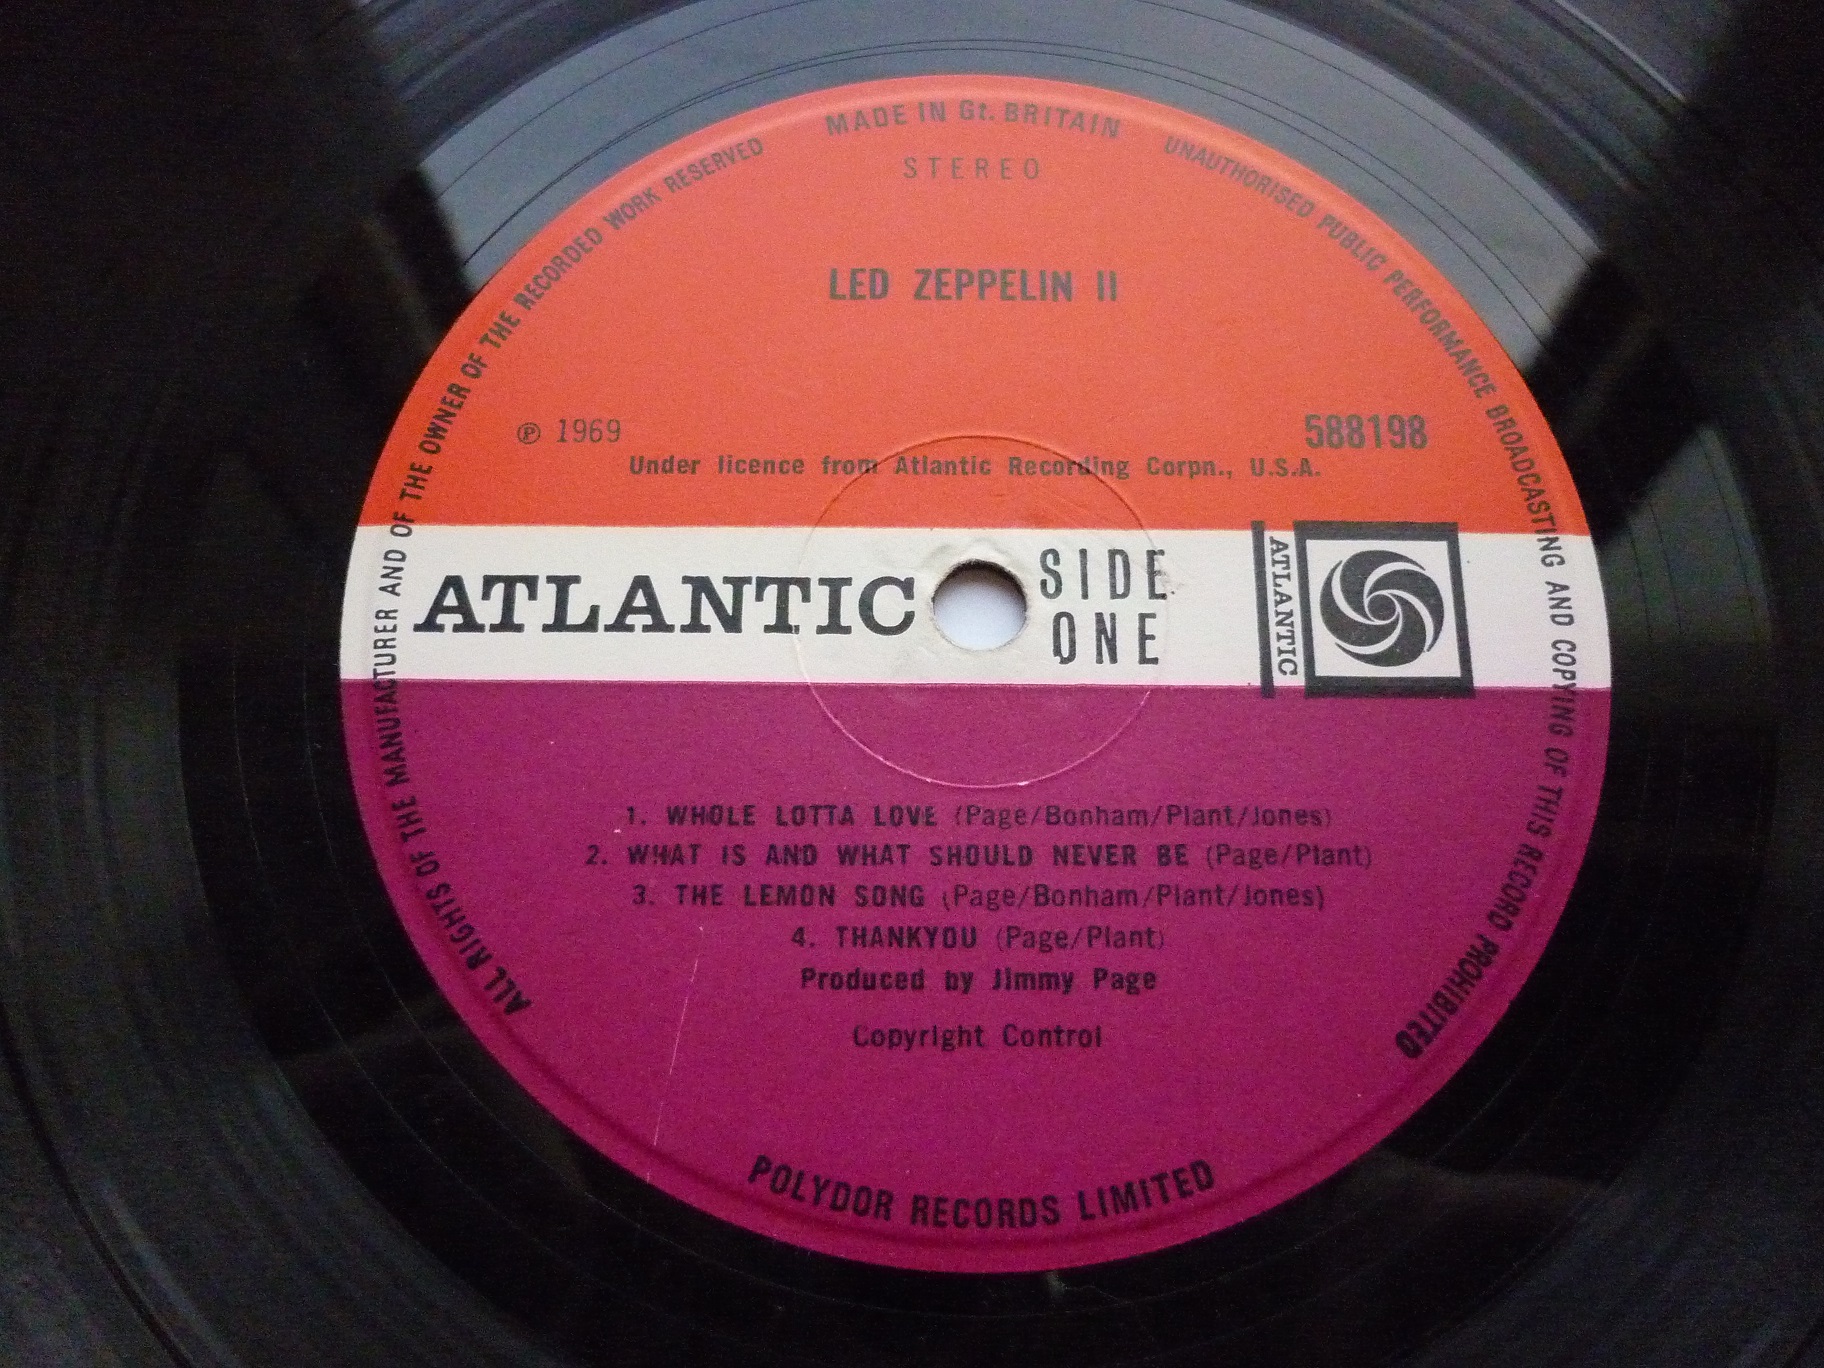 MADE IN Gt. BRITAIN
UNAUTHORISED PUBLIC PERFORMANCE BROADCASTING AND COPYING OF THIS RECORD PROHIBITED
ALL RIGHTS OF THE MANUFACTURER AND OF THE OWNER OF THE RECORDED WORK RESERVED
STEREO
LED ZEPPELIN II
℗ 1969
588198
Under licence from Atlantic Recording Corpn., U.S.A.
ATLANTIC
SIDE
ONE
ATLANTIC
1. WHOLE LOTTA LOVE (Page/Bonham/Plant/Jones)
2. WHAT IS AND WHAT SHOULD NEVER BE (Page/Plant)
3. THE LEMON SONG (Page/Bonham/Plant/Jones)
4. THANKYOU (Page/Plant)
Produced by Jimmy Page
Copyright Control
POLYDOR RECORDS LIMITED